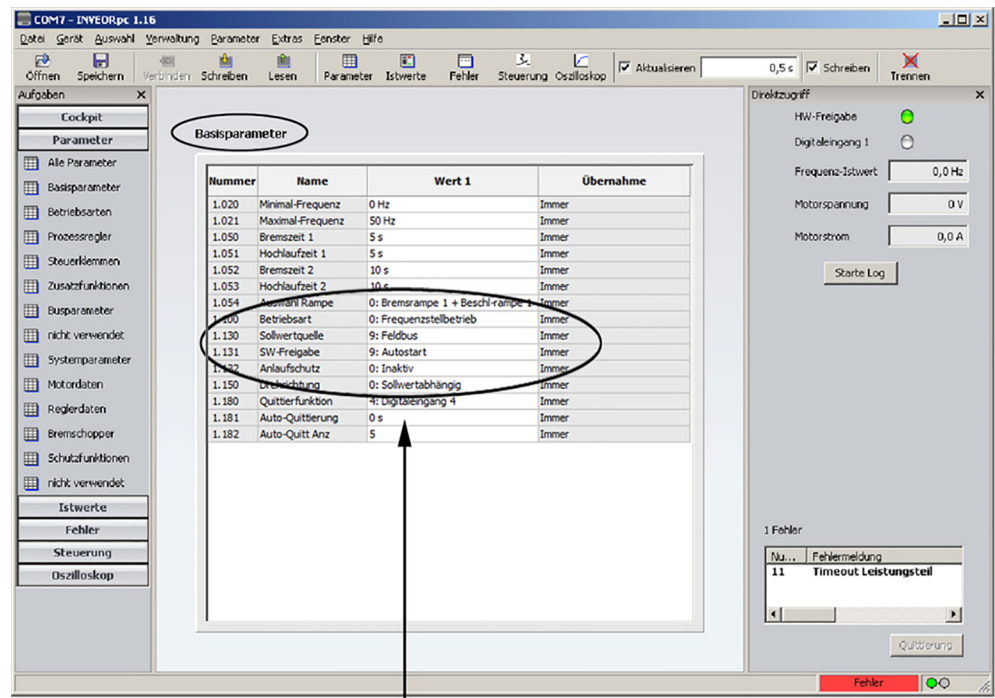 COM7 - INVEORpc 1.16
Datei Gerät Auswahl Verwaltung Parameter Extras Fenster Hilfe
Öffnen Speichern Verbinden Schreiben Lesen Parameter Istwerte Fehler Steuerung Oszilloskop Aktualisieren 0,5 s Schreiben Trennen
Aufgaben
Cockpit
Parameter
Alle Parameter
Basisparameter
Betriebsarten
Prozessregler
Steuerklemmen
Zusatzfunktionen
Busparameter
nicht verwendet
Systemparameter
Motordaten
Reglerdaten
Bremschopper
Schutzfunktionen
nicht verwendet
Istwerte
Fehler
Steuerung
Oszilloskop
Basisparameter
Nummer Name Wert 1 Übernahme
1.020 Minimal-Frequenz 0 Hz Immer
1.021 Maximal-Frequenz 50 Hz Immer
1.050 Bremszeit 1 5 s Immer
1.051 Hochlaufzeit 1 5 s Immer
1.052 Bremszeit 2 10 s Immer
1.053 Hochlaufzeit 2 10 s Immer
1.054 Auswahl Rampe 0: Bremsrampe 1 + Beschl-rampe 1 Immer
1.100 Betriebsart 0: Frequenzstellbetrieb Immer
1.130 Sollwertquelle 9: Feldbus Immer
1.131 SW-Freigabe 9: Autostart Immer
1.132 Anlaufschutz 0: Inaktiv Immer
1.150 Drehrichtung 0: Sollwertabhängig Immer
1.180 Quittierfunktion 4: Digitaleingang 4 Immer
1.181 Auto-Quittierung 0 s Immer
1.182 Auto-Quitt Anz 5 Immer
Direktzugriff
HW-Freigabe
Digitaleingang 1
Frequenz-Istwert 0,0 Hz
Motorspannung 0 V
Motorstrom 0,0 A
Starte Log
1 Fehler
Nu... Fehlermeldung
11 Timeout Leistungsteil
Quittierung
Fehler